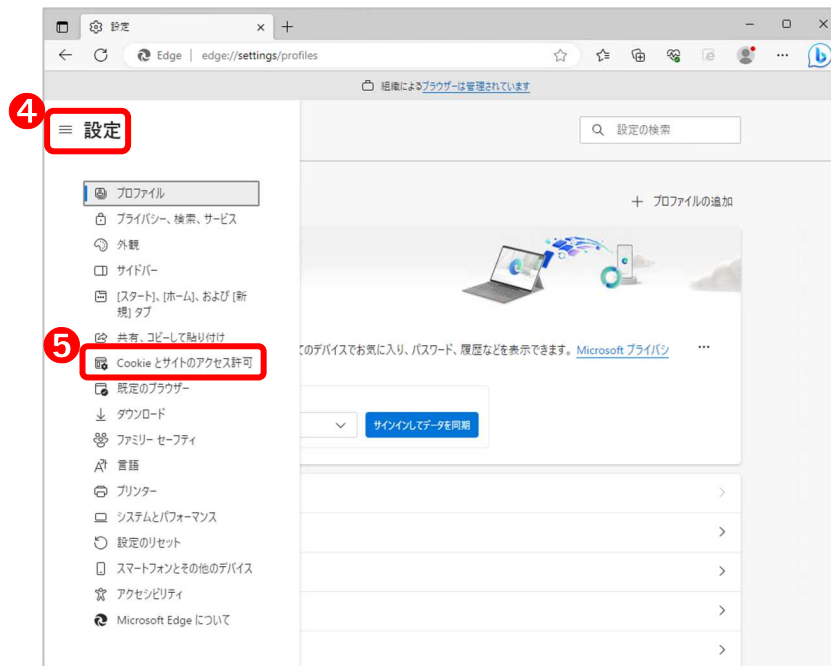 設定
Edge | edge://settings/profiles
組織によるブラウザーは管理されています
④
設定
設定の検索
プロファイル
プロファイルの追加
プライバシー、検索、サービス
外観
サイドバー
[スタート]、[ホーム]、および [新
規] タブ
共有、コピーして貼り付け
⑤
てのデバイスでお気に入り、パスワード、履歴などを表示できます。Microsoft プライバシ
Cookie とサイトのアクセス許可
既定のブラウザー
ダウンロード
サインインしてデータを同期
ファミリー セーフティ
言語
プリンター
システムとパフォーマンス
設定のリセット
スマートフォンとその他のデバイス
アクセシビリティ
Microsoft Edge について